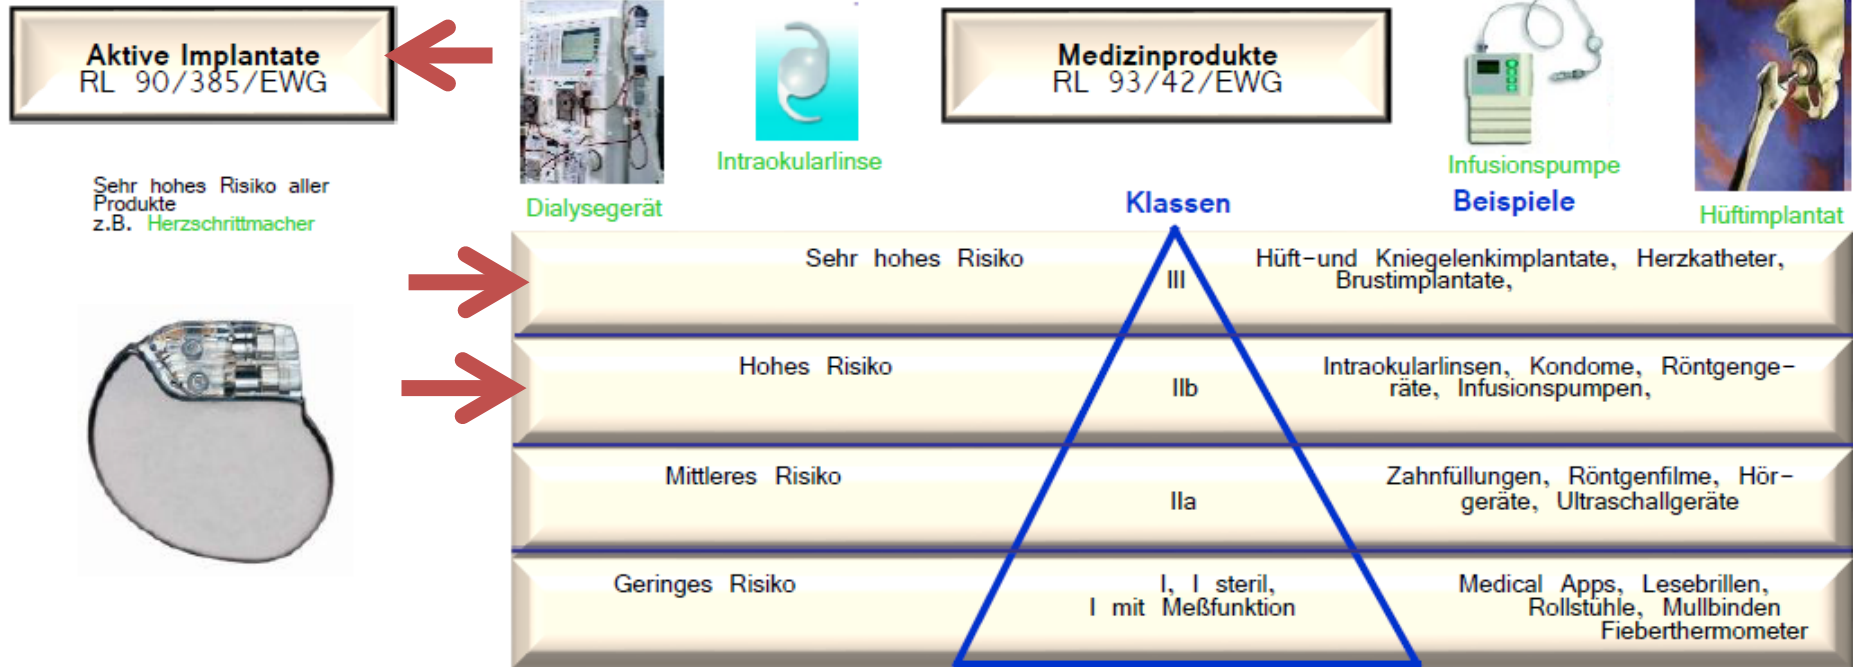 Aktive Implantate
RL 90/385/EWG
Medizinprodukte
RL 93/42/EWG
Intraokularlinse
Infusionspumpe
Dialysegerät
Hüftimplantat
Sehr hohes Risiko aller
Produkte
z.B. Herzschrittmacher
Klassen
Beispiele
Sehr hohes Risiko
III
Hüft-und Kniegelenkimplantate, Herzkatheter,
Brustimplantate,
Hohes Risiko
IIb
Intraokularlinsen, Kondome, Röntgenge-
räte, Infusionspumpen,
Mittleres Risiko
IIa
Zahnfüllungen, Röntgenfilme, Hör-
geräte, Ultraschallgeräte
Geringes Risiko
I, I steril,
I mit Meßfunktion
Medical Apps, Lesebrillen,
Rollstühle, Mullbinden
Fieberthermometer